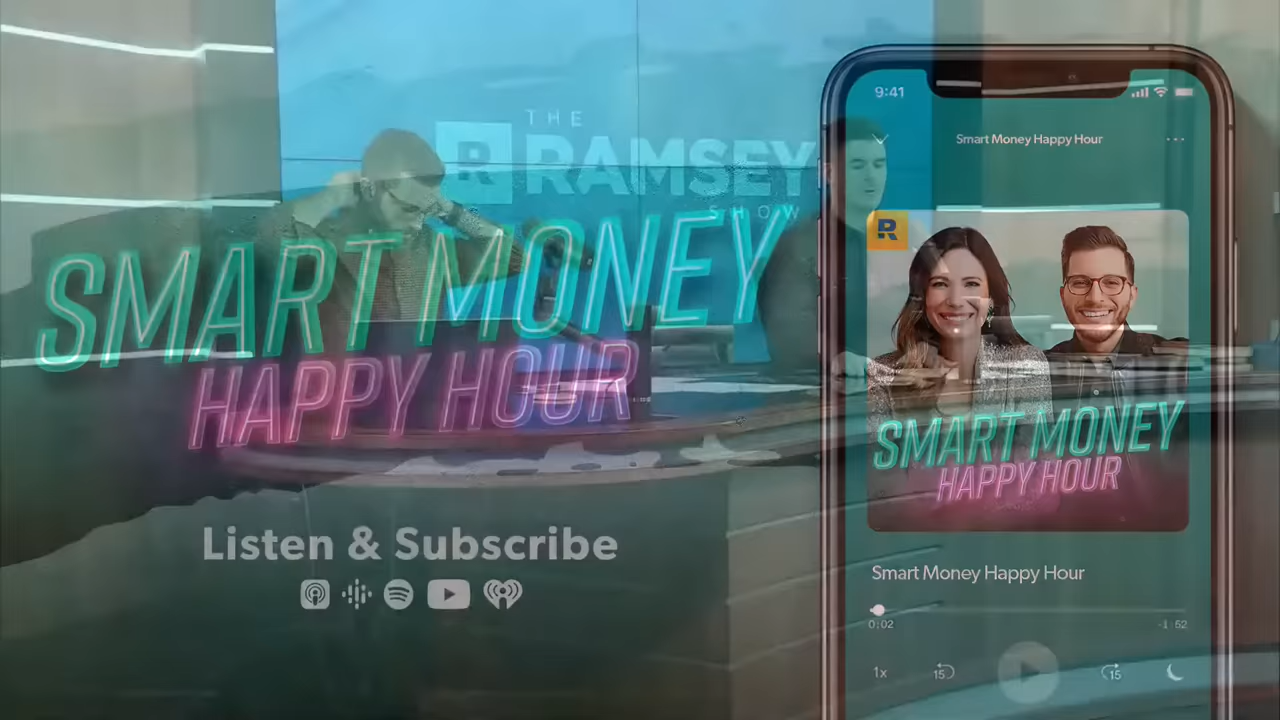 THE
R RAMSEY
SHOW
SMART MONEY
HAPPY HOUR
Listen & Subscribe
9:41
Smart Money Happy Hour
R
SMART MONEY
HAPPY HOUR
Smart Money Happy Hour
0:02
-1:52
1x
15
15